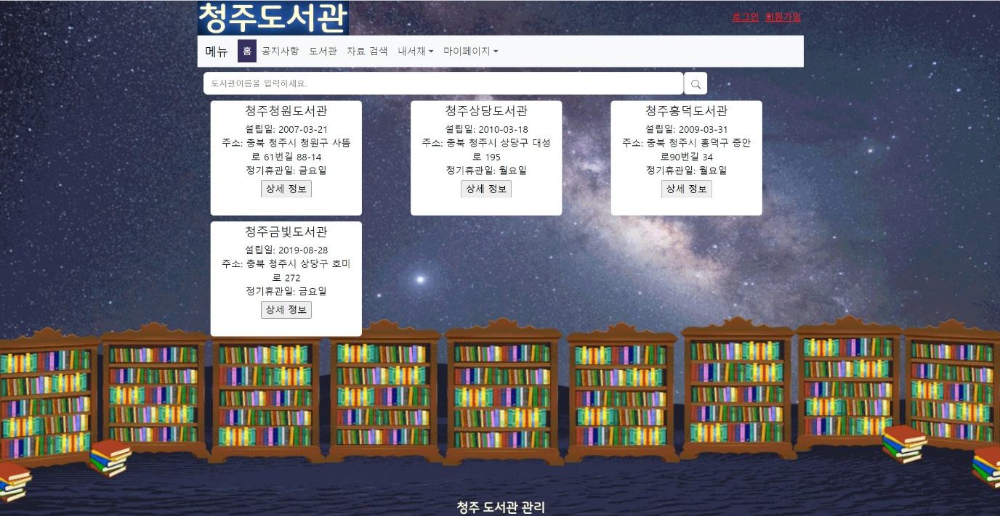 청주도서관
로그인 회원가입
메뉴 홈 공지사항 도서관 자료 검색 내서재 마이페이지
도서관이름을 입력하세요.
청주청원도서관
설립일: 2007-03-21
주소: 충북 청주시 청원구 사뜸
로 61번길 88-14
정기휴관일: 금요일
상세 정보
청주상당도서관
설립일: 2010-03-18
주소: 충북 청주시 상당구 대성
로 195
정기휴관일: 월요일
상세 정보
청주흥덕도서관
설립일: 2009-03-31
주소: 충북 청주시 흥덕구 증안
로90번길 34
정기휴관일: 월요일
상세 정보
청주금빛도서관
설립일: 2019-08-28
주소: 충북 청주시 상당구 호미
로 272
정기휴관일: 금요일
상세 정보
청주 도서관 관리